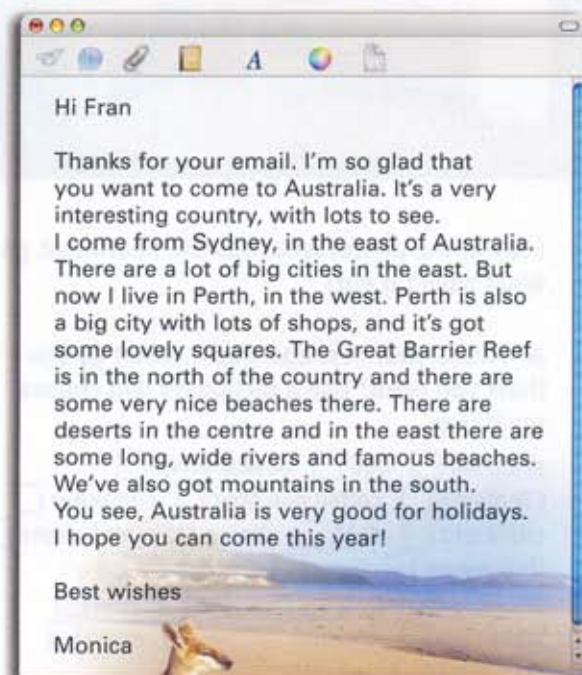 A
Hi Fran
Thanks for your email. I'm so glad that
you want to come to Australia. It's a very
interesting country, with lots to see.
I come from Sydney, in the east of Australia.
There are a lot of big cities in the east. But
now I live in Perth, in the west. Perth is also
a big city with lots of shops, and it's got
some lovely squares. The Great Barrier Reef
is in the north of the country and there are
some very nice beaches there. There are
deserts in the centre and in the east there are
some long, wide rivers and famous beaches.
We've also got mountains in the south.
You see, Australia is very good for holidays.
I hope you can come this year!
Best wishes
Monica